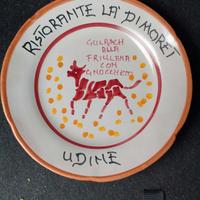 RISTORANTE LA' DI MORET
GULASCH
ALLA
FRIULANA
CON
GNOCCHETTI
UDINE